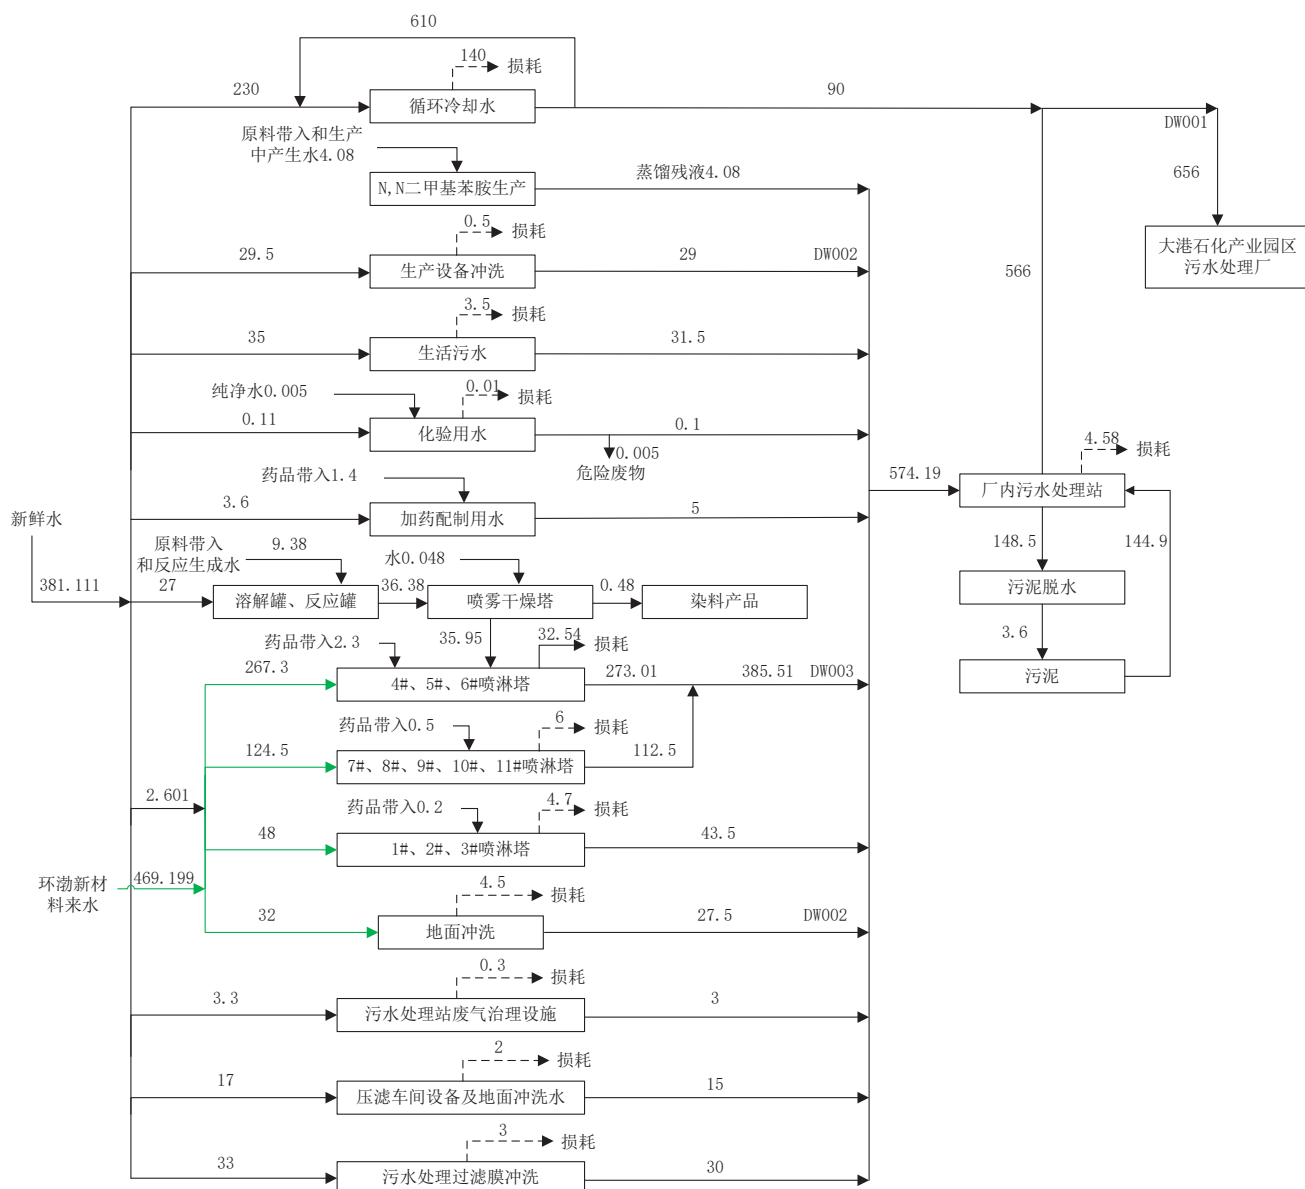 610
140
损耗
230
循环冷却水
90
DW001
656
大港石化产业园区
污水处理厂
原料带入和生产
中产生水4.08
N,N二甲基苯胺生产
蒸馏残液4.08
0.5
损耗
29.5
生产设备冲洗
29
DW002
566
3.5
损耗
35
生活污水
31.5
纯净水0.005
0.01
损耗
0.11
化验用水
0.1
0.005
危险废物
4.58
损耗
574.19
厂内污水处理站
药品带入1.4
3.6
加药配制用水
5
新鲜水
381.111
148.5
144.9
污泥脱水
3.6
污泥
原料带入
和反应生成水
9.38
27
溶解罐、反应罐
36.38
水0.048
喷雾干燥塔
0.48
染料产品
35.95
药品带入2.3
32.54
损耗
267.3
4#、5#、6#喷淋塔
273.01
385.51
DW003
药品带入0.5
6
损耗
124.5
7#、8#、9#、10#、11#喷淋塔
112.5
2.601
药品带入0.2
4.7
损耗
48
1#、2#、3#喷淋塔
43.5
环渤新材
料来水
469.199
4.5
损耗
32
地面冲洗
27.5
DW002
0.3
损耗
3.3
污水处理站废气治理设施
3
2
损耗
17
压滤车间设备及地面冲洗水
15
3
损耗
33
污水处理过滤膜冲洗
30